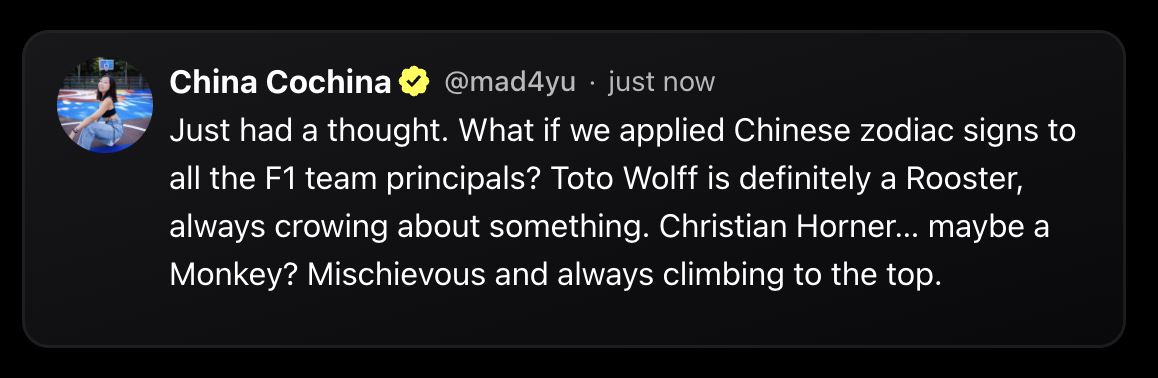 China Cochina @mad4yu · just now
Just had a thought. What if we applied Chinese zodiac signs to
all the F1 team principals? Toto Wolff is definitely a Rooster,
always crowing about something. Christian Horner... maybe a
Monkey? Mischievous and always climbing to the top.